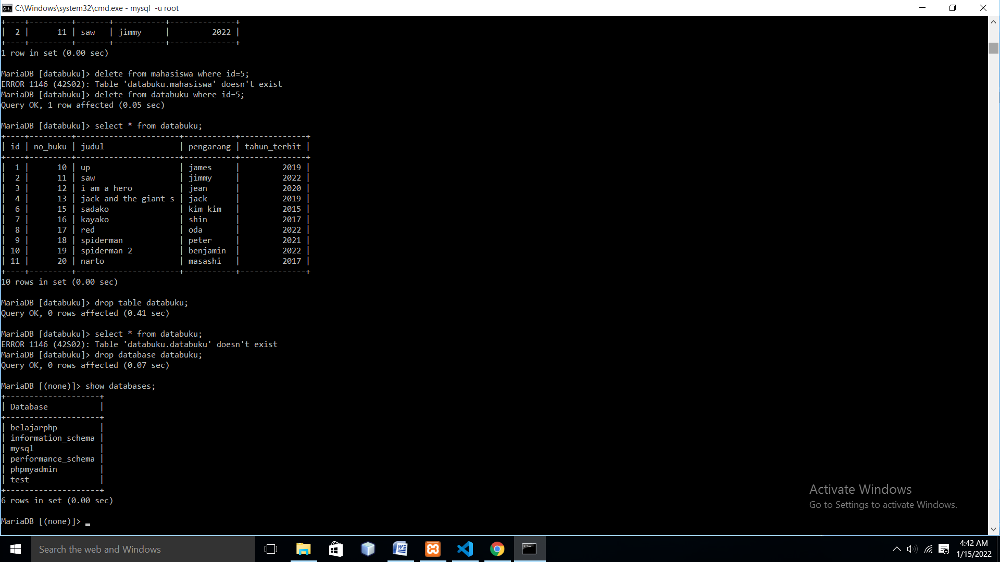 C:\Windows\system32\cmd.exe - mysql  -u root
+----+---------+-------+-----------+--------------+
|  2 |      11 | saw   | jimmy     |         2022 |
+----+---------+-------+-----------+--------------+
1 row in set (0.00 sec)
MariaDB [databuku]> delete from mahasiswa where id=5;
ERROR 1146 (42S02): Table 'databuku.mahasiswa' doesn't exist
MariaDB [databuku]> delete from databuku where id=5;
Query OK, 1 row affected (0.05 sec)
MariaDB [databuku]> select * from databuku;
+----+---------+----------------------+-----------+--------------+
| id | no_buku | judul                | pengarang | tahun_terbit |
+----+---------+----------------------+-----------+--------------+
|  1 |      10 | up                   | james     |         2019 |
|  2 |      11 | saw                  | jimmy     |         2022 |
|  3 |      12 | i am a hero          | jean      |         2020 |
|  4 |      13 | jack and the giant s | jack      |         2019 |
|  6 |      15 | sadako               | kim kim   |         2015 |
|  7 |      16 | kayako               | shin      |         2017 |
|  8 |      17 | red                  | oda       |         2022 |
|  9 |      18 | spiderman            | peter     |         2021 |
| 10 |      19 | spiderman 2          | benjamin  |         2022 |
| 11 |      20 | narto                | masashi   |         2017 |
+----+---------+----------------------+-----------+--------------+
10 rows in set (0.00 sec)
MariaDB [databuku]> drop table databuku;
Query OK, 0 rows affected (0.41 sec)
MariaDB [databuku]> select * from databuku;
ERROR 1146 (42S02): Table 'databuku.databuku' doesn't exist
MariaDB [databuku]> drop database databuku;
Query OK, 0 rows affected (0.07 sec)
MariaDB [(none)]> show databases;
+--------------------+
| Database           |
+--------------------+
| belajarphp         |
| information_schema |
| mysql              |
| performance_schema |
| phpmyadmin         |
| test               |
+--------------------+
6 rows in set (0.00 sec)
MariaDB [(none)]> _
Activate Windows
Go to Settings to activate Windows.
Search the web and Windows
4:42 AM
1/15/2022